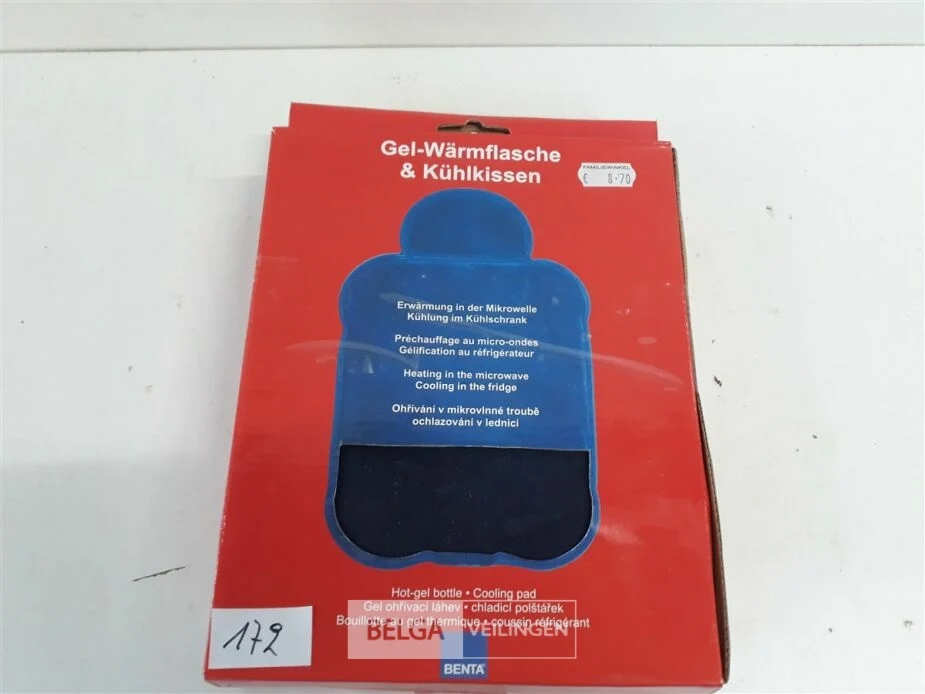 Gel-Wärmflasche
& Kühlkissen
FAMILIEWINKEL
€ 8.70
Erwärmung in der Mikrowelle
Kühlung im Kühlschrank
Préchauffage au micro-ondes
Gélification au réfrigérateur
Heating in the microwave
Cooling in the fridge
Ohřívání v mikrovlnné troubě
ochlazování v lednici
Hot-gel bottle • Cooling pad
Gel ohřívací láhev • chladicí polštářek
Bouillotte au gel thermique • coussin réfrigérant
BELGA VEILINGEN
172
BENTA